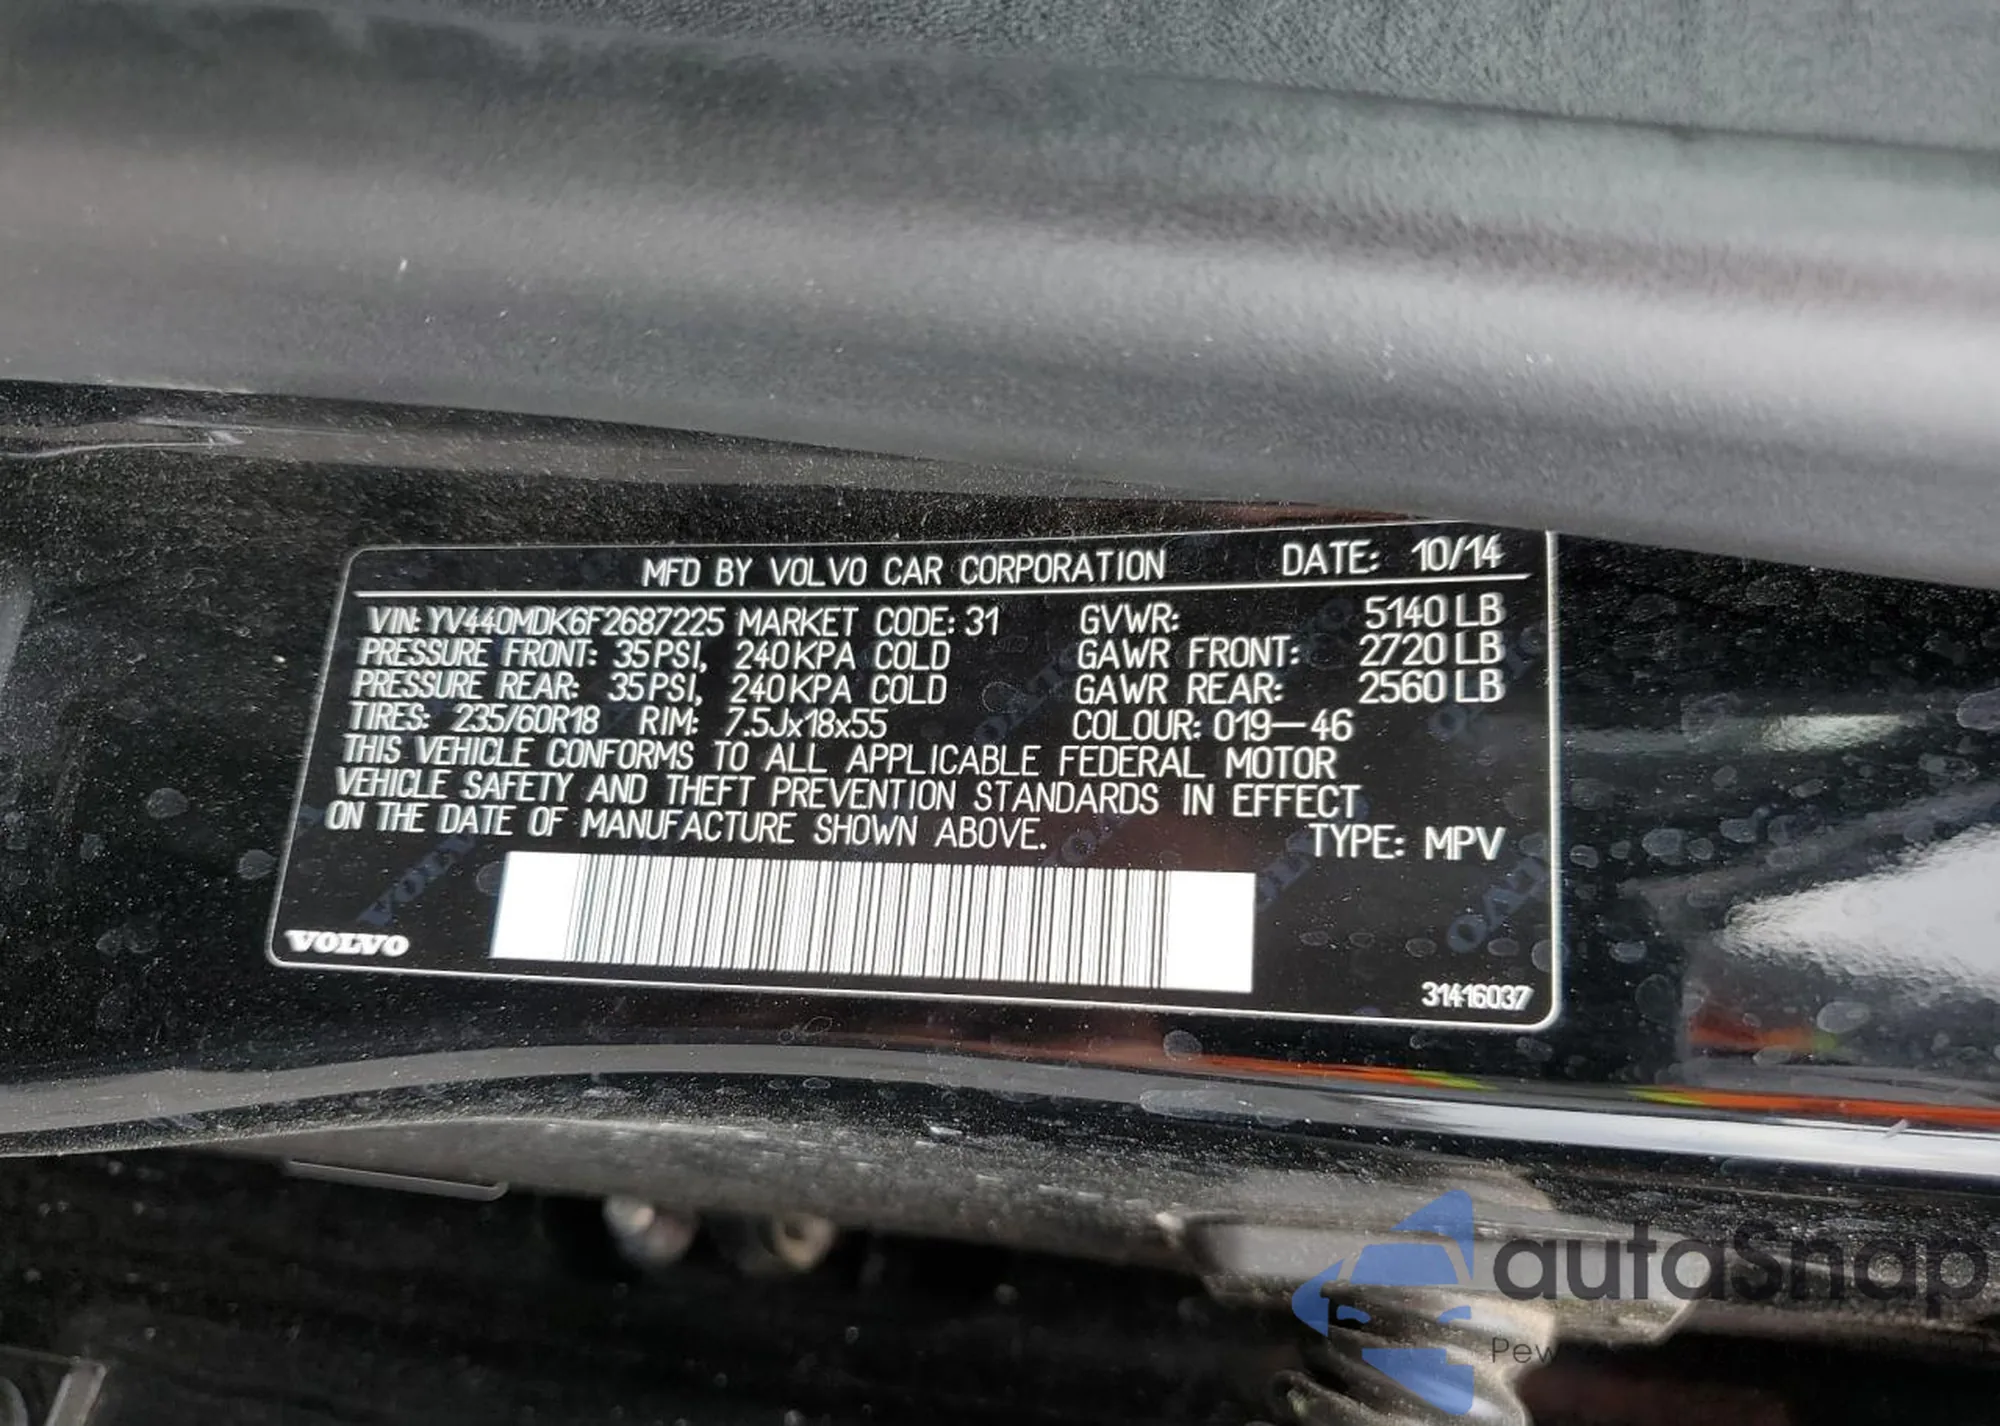 MFD BY VOLVO CAR CORPORATION DATE: 10/14
VIN: YV440MDK6F2687225 MARKET CODE: 31 GVWR: 5140 LB
PRESSURE FRONT: 35 PSI, 240 KPA COLD GAWR FRONT: 2720 LB
PRESSURE REAR: 35 PSI, 240 KPA COLD GAWR REAR: 2560 LB
TIRES: 235/60R18 RIM: 7.5Jx18x55 COLOUR: 019-46
THIS VEHICLE CONFORMS TO ALL APPLICABLE FEDERAL MOTOR
VEHICLE SAFETY AND THEFT PREVENTION STANDARDS IN EFFECT
ON THE DATE OF MANUFACTURE SHOWN ABOVE.
TYPE: MPV
VOLVO
31416037
autaSnap